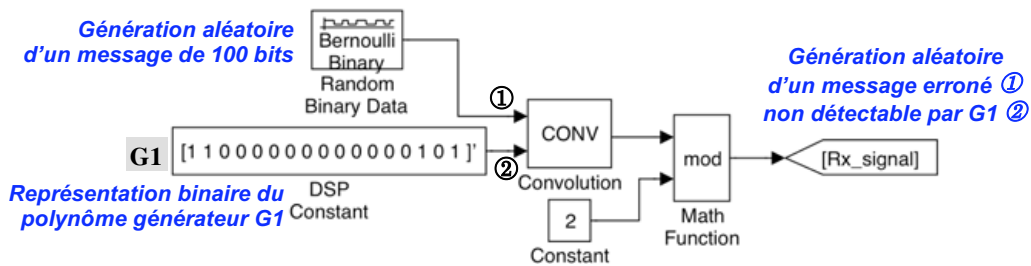 Génération aléatoire
d'un message de 100 bits
Bernoulli
Binary
Random
Binary Data
①
G1
[1 1 0 0 0 0 0 0 0 0 0 0 0 0 1 0 1 ]'
②
Représentation binaire du
polynôme générateur G1
DSP
Constant
CONV
Convolution
2
Constant
mod
Math
Function
Génération aléatoire
d'un message erroné ①
non détectable par G1 ②
[Rx_signal]